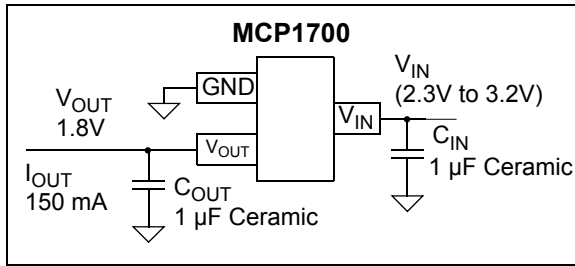 MCP1700
GND
V_IN
(2.3V to 3.2V)
V_OUT
1.8V
V_IN
V_OUT
C_IN
1 µF Ceramic
I_OUT
150 mA
C_OUT
1 µF Ceramic